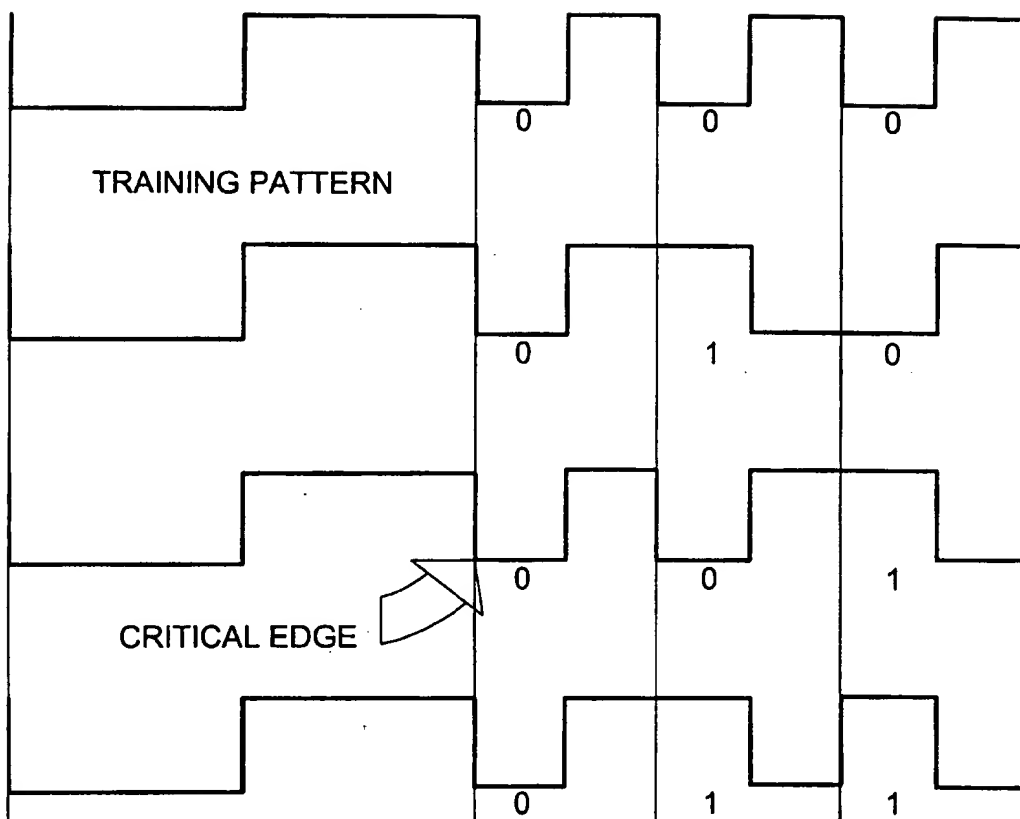 0 0 0
TRAINING PATTERN
0 1 0
0 0 1
CRITICAL EDGE
0 1 1